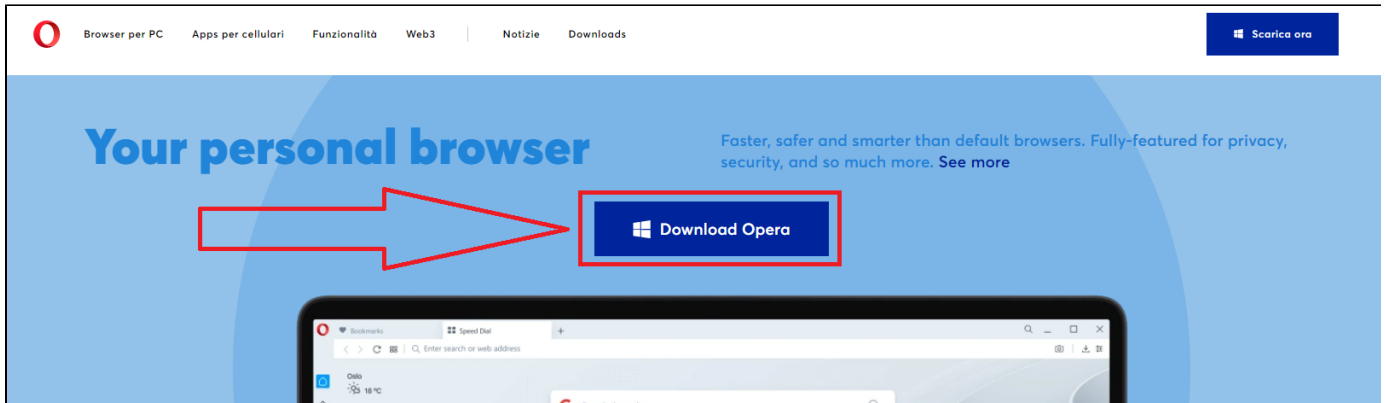 Browser per PC Apps per cellulari Funzionalità Web3 Notizie Downloads Scarica ora
Your personal browser
Faster, safer and smarter than default browsers. Fully-featured for privacy,
security, and so much more. See more
Download Opera
Bookmarks Speed Dial
Enter search or web address
Oslo
18 °C